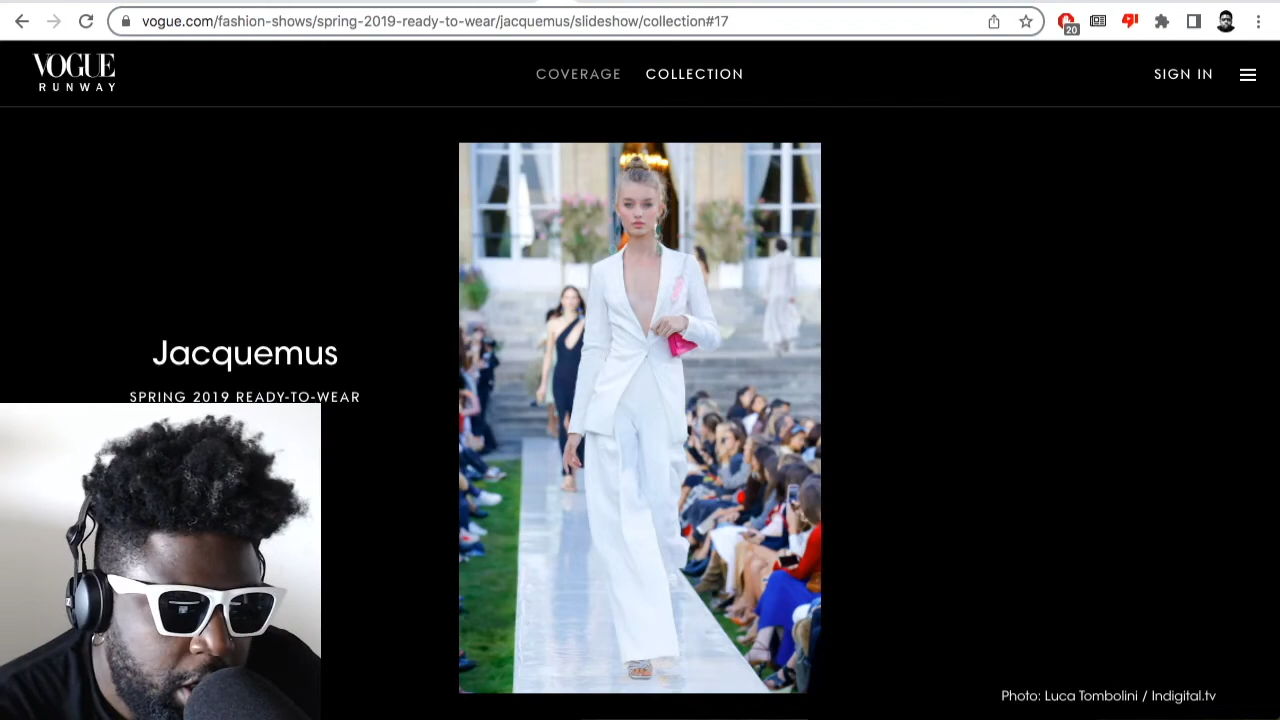 vogue.com/fashion-shows/spring-2019-ready-to-wear/jacquemus/slideshow/collection#17
20
VOGUE
RUNWAY
COVERAGE
COLLECTION
SIGN IN
Jacquemus
SPRING 2019 READY-TO-WEAR
Photo: Luca Tombolini / Indigital.tv